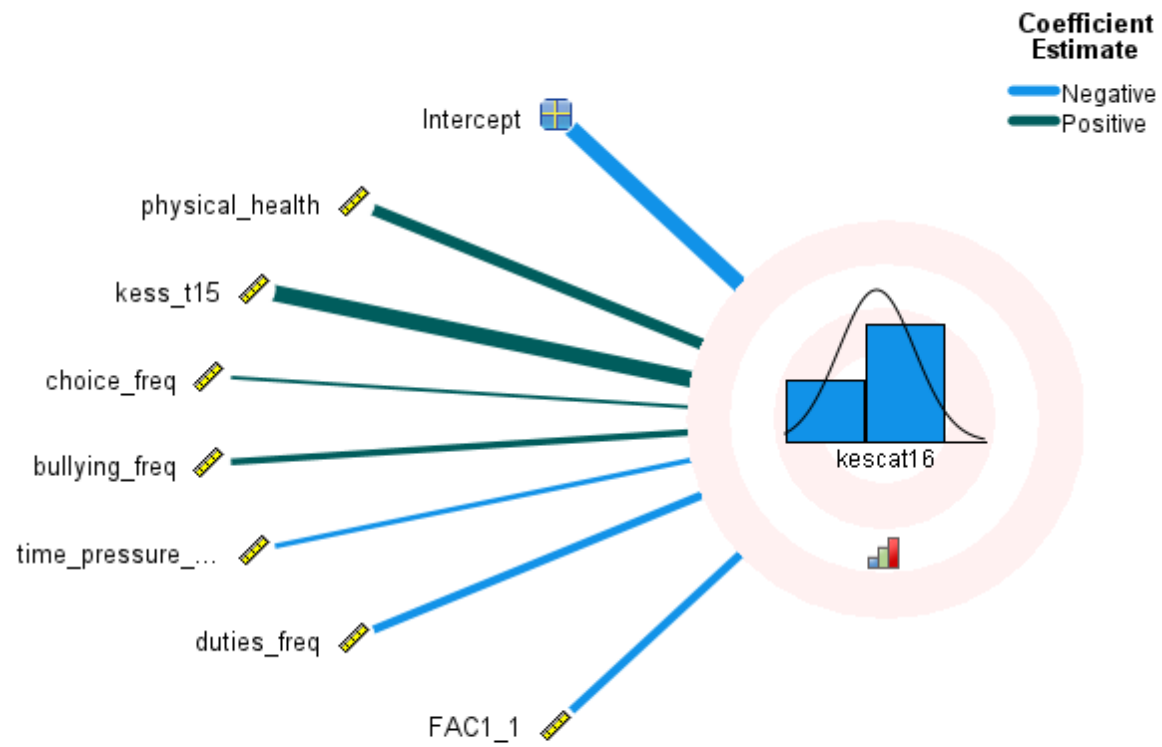 Coefficient
Estimate
Negative
Positive
Intercept
physical_health
kess_t15
choice_freq
bullying_freq
time_pressure_...
duties_freq
FAC1_1
kescat16